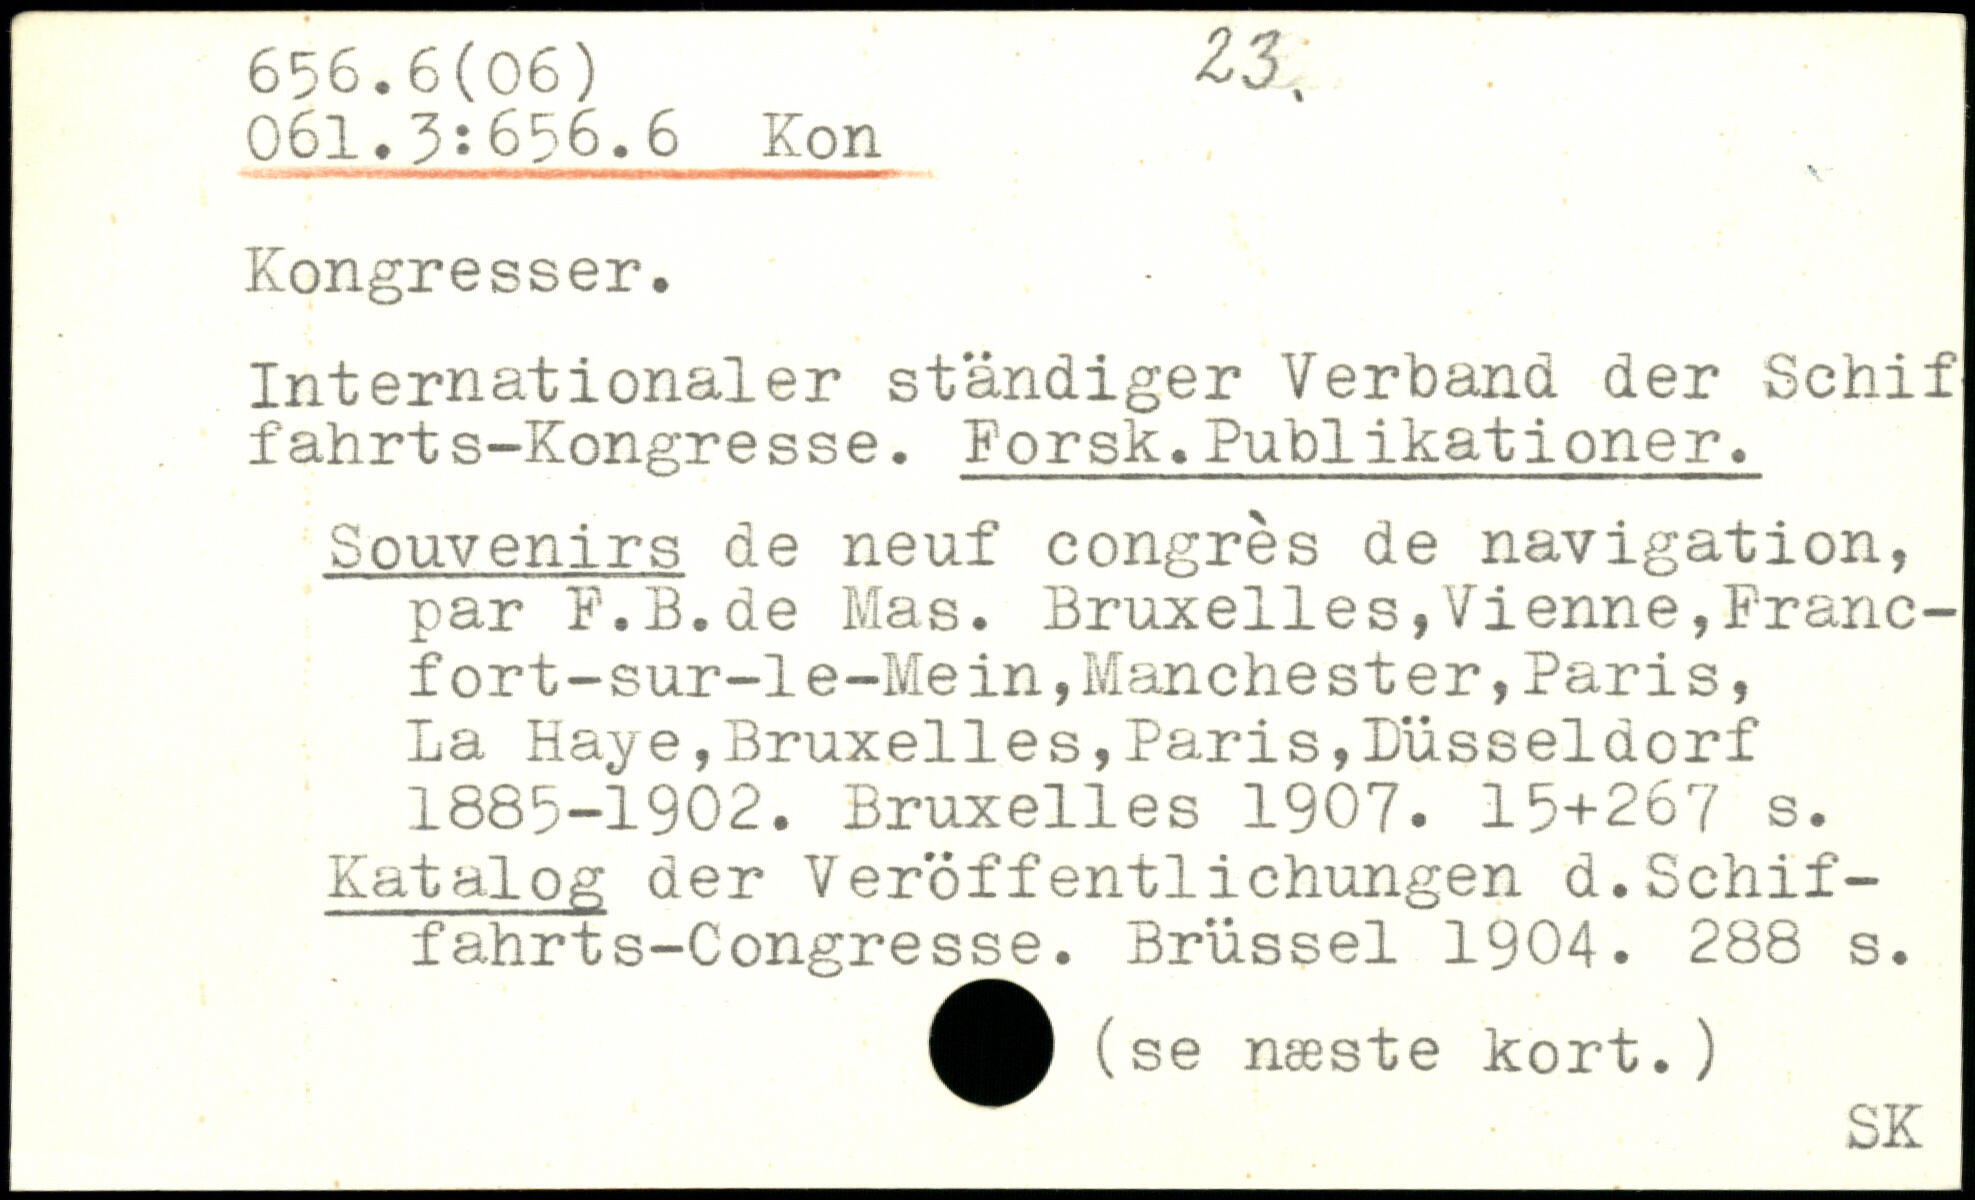 656.6(06) 23.
061.3:656.6 Kon
Kongresser.
Internationaler ständiger Verband der Schif
fahrts-Kongresse. Forsk.Publikationer.
Souvenirs de neuf congrès de navigation,
par F.B.de Mas. Bruxelles,Vienne,Franc-
fort-sur-le-Mein,Manchester,Paris,
La Haye,Bruxelles,Paris,Düsseldorf
1885-1902. Bruxelles 1907. 15+267 s.
Katalog der Veröffentlichungen d.Schif-
fahrts-Congresse. Brüssel 1904. 288 s.
(se næste kort.)
SK